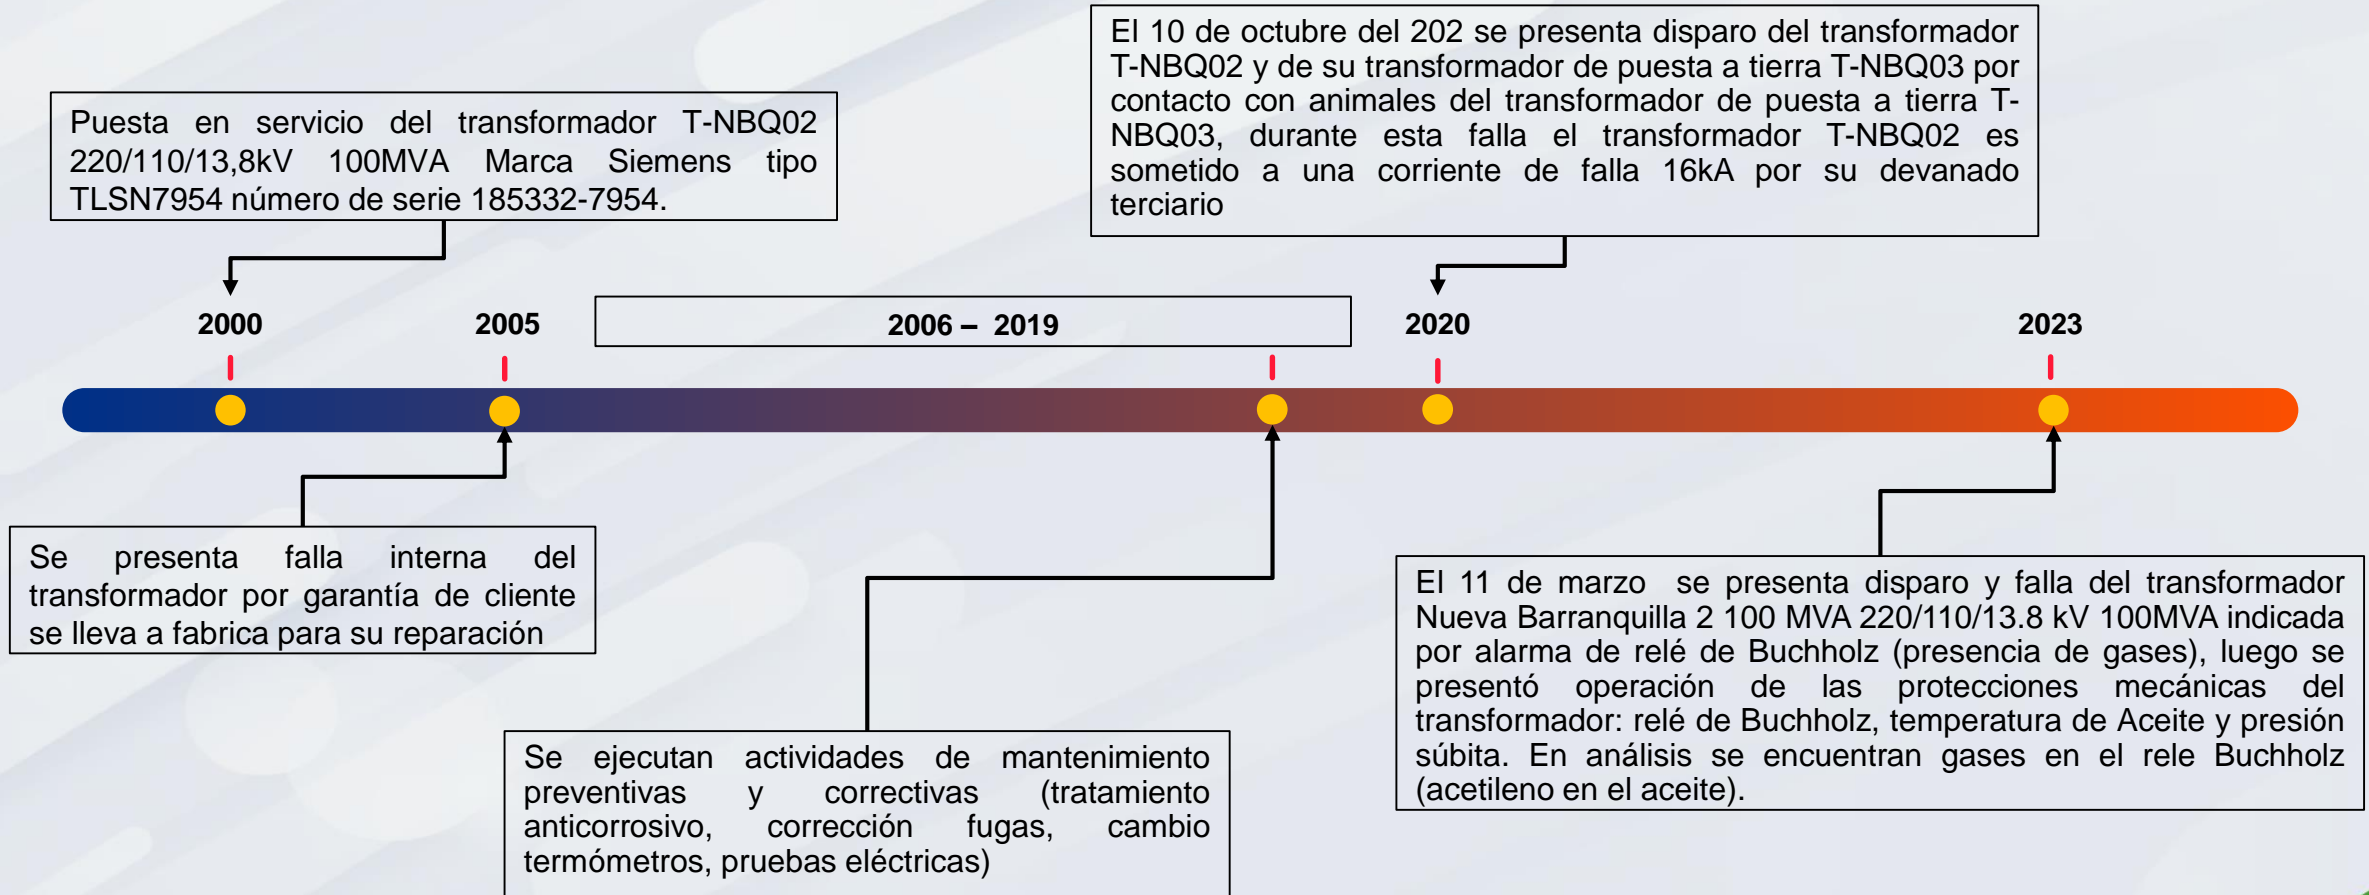 Puesta en servicio del transformador T-NBQ02
220/110/13,8kV 100MVA Marca Siemens tipo
TLSN7954 número de serie 185332-7954.
El 10 de octubre del 202 se presenta disparo del transformador
T-NBQ02 y de su transformador de puesta a tierra T-NBQ03 por
contacto con animales del transformador de puesta a tierra T-
NBQ03, durante esta falla el transformador T-NBQ02 es
sometido a una corriente de falla 16kA por su devanado
terciario
2000
2005
2006 – 2019
2020
2023
Se presenta falla interna del
transformador por garantía de cliente
se lleva a fabrica para su reparación
Se ejecutan actividades de mantenimiento
preventivas y correctivas (tratamiento
anticorrosivo, corrección fugas, cambio
termómetros, pruebas eléctricas)
El 11 de marzo se presenta disparo y falla del transformador
Nueva Barranquilla 2 100 MVA 220/110/13.8 kV 100MVA indicada
por alarma de relé de Buchholz (presencia de gases), luego se
presentó operación de las protecciones mecánicas del
transformador: relé de Buchholz, temperatura de Aceite y presión
súbita. En análisis se encuentran gases en el rele Buchholz
(acetileno en el aceite).